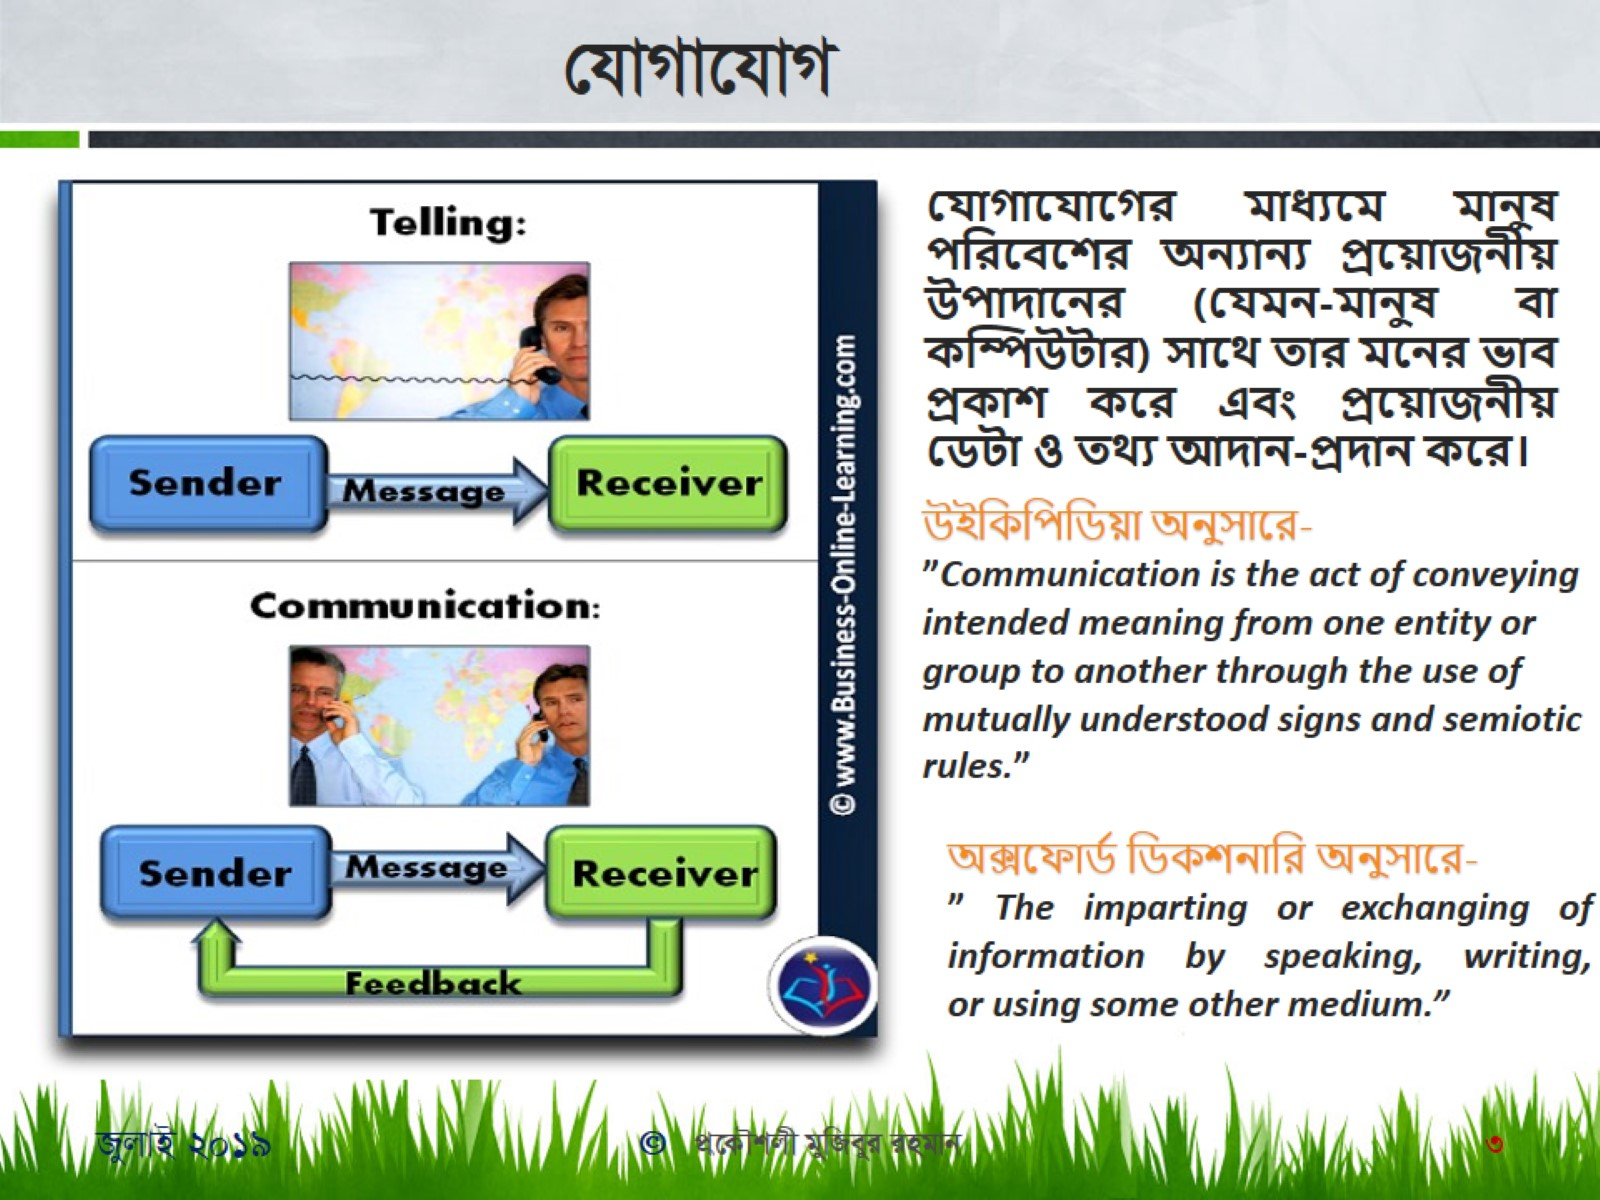 যোগাযোগ
Telling:
Sender
Message
Receiver
Communication:
Sender
Message
Receiver
Feedback
© www.Business-Online-Learning.com
যোগাযোগের মাধ্যমে মানুষ
পরিবেশের অন্যান্য প্রয়োজনীয়
উপাদানের (যেমন-মানুষ বা
কম্পিউটার) সাথে তার মনের ভাব
প্রকাশ করে এবং প্রয়োজনীয়
ডেটা ও তথ্য আদান-প্রদান করে।
উইকিপিডিয়া অনুসারে-
”Communication is the act of conveying
intended meaning from one entity or
group to another through the use of
mutually understood signs and semiotic
rules.”
অক্সফোর্ড ডিকশনারি অনুসারে-
” The imparting or exchanging of
information by speaking, writing,
or using some other medium.”
জুলাই ২০১৯
© প্রকৌশলী মুজিবুর রহমান
৩